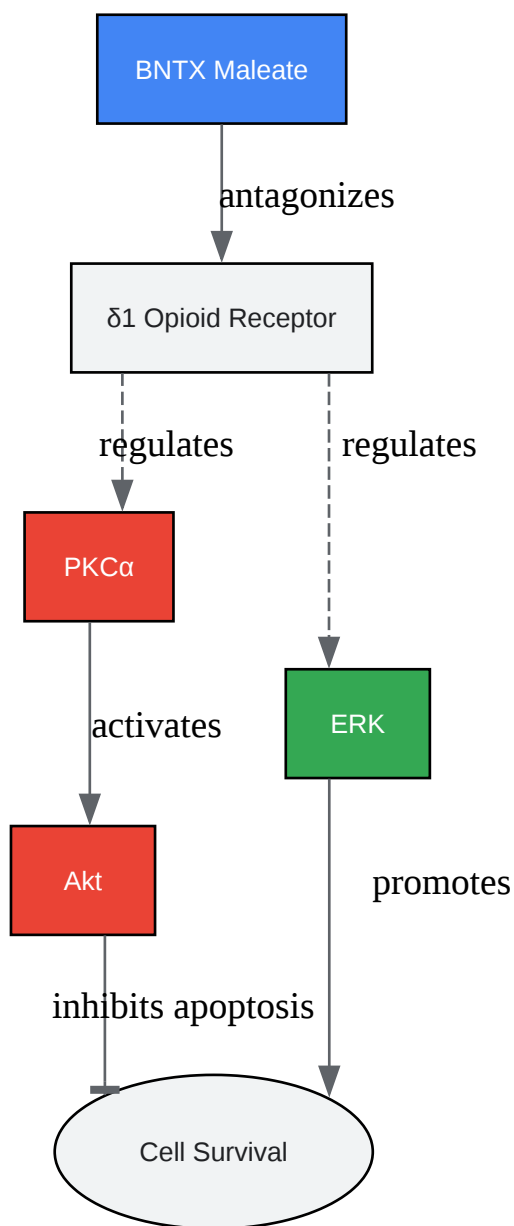 BNTX Maleate
antagonizes
δ1 Opioid Receptor
regulates
regulates
PKCα
activates
ERK
Akt
promotes
inhibits apoptosis
Cell Survival